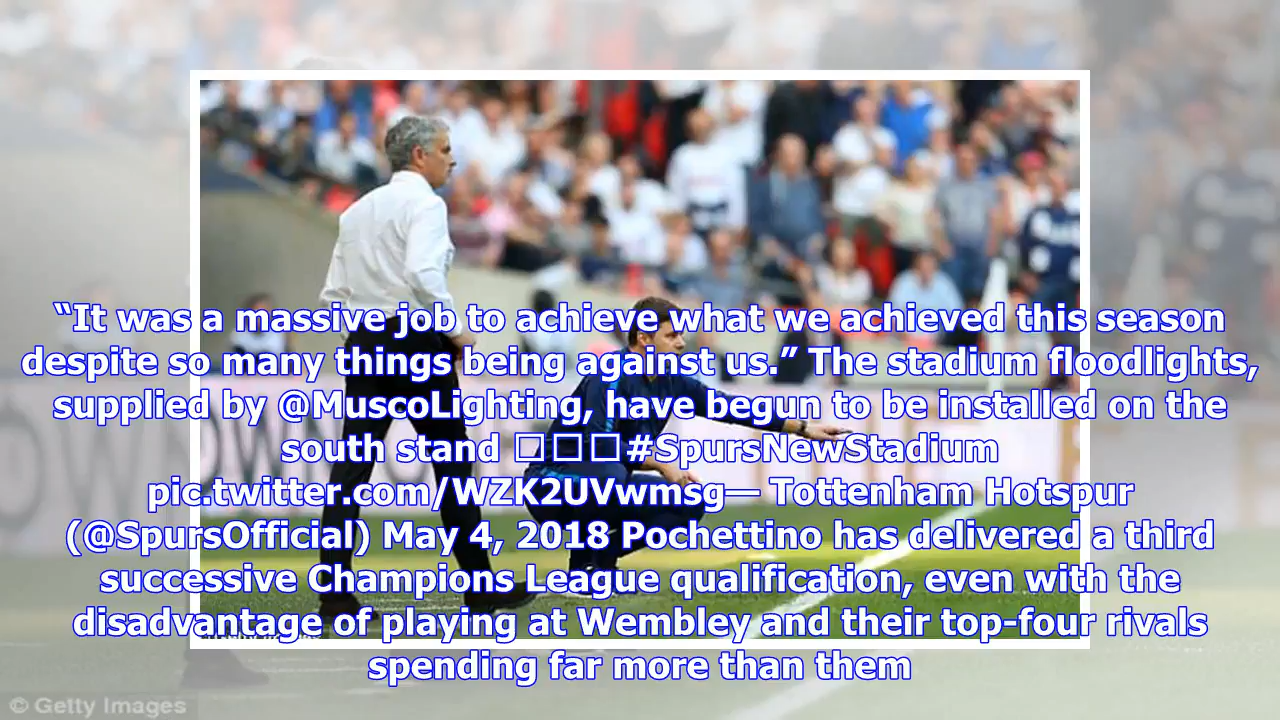 “It was a massive job to achieve what we achieved this season
despite so many things being against us.” The stadium floodlights,
supplied by @MuscoLighting, have begun to be installed on the
south stand □□□#SpursNewStadium
pic.twitter.com/WZK2UVwmsg— Tottenham Hotspur
(@SpursOfficial) May 4, 2018 Pochettino has delivered a third
successive Champions League qualification, even with the
disadvantage of playing at Wembley and their top-four rivals
spending far more than them
© Getty Images